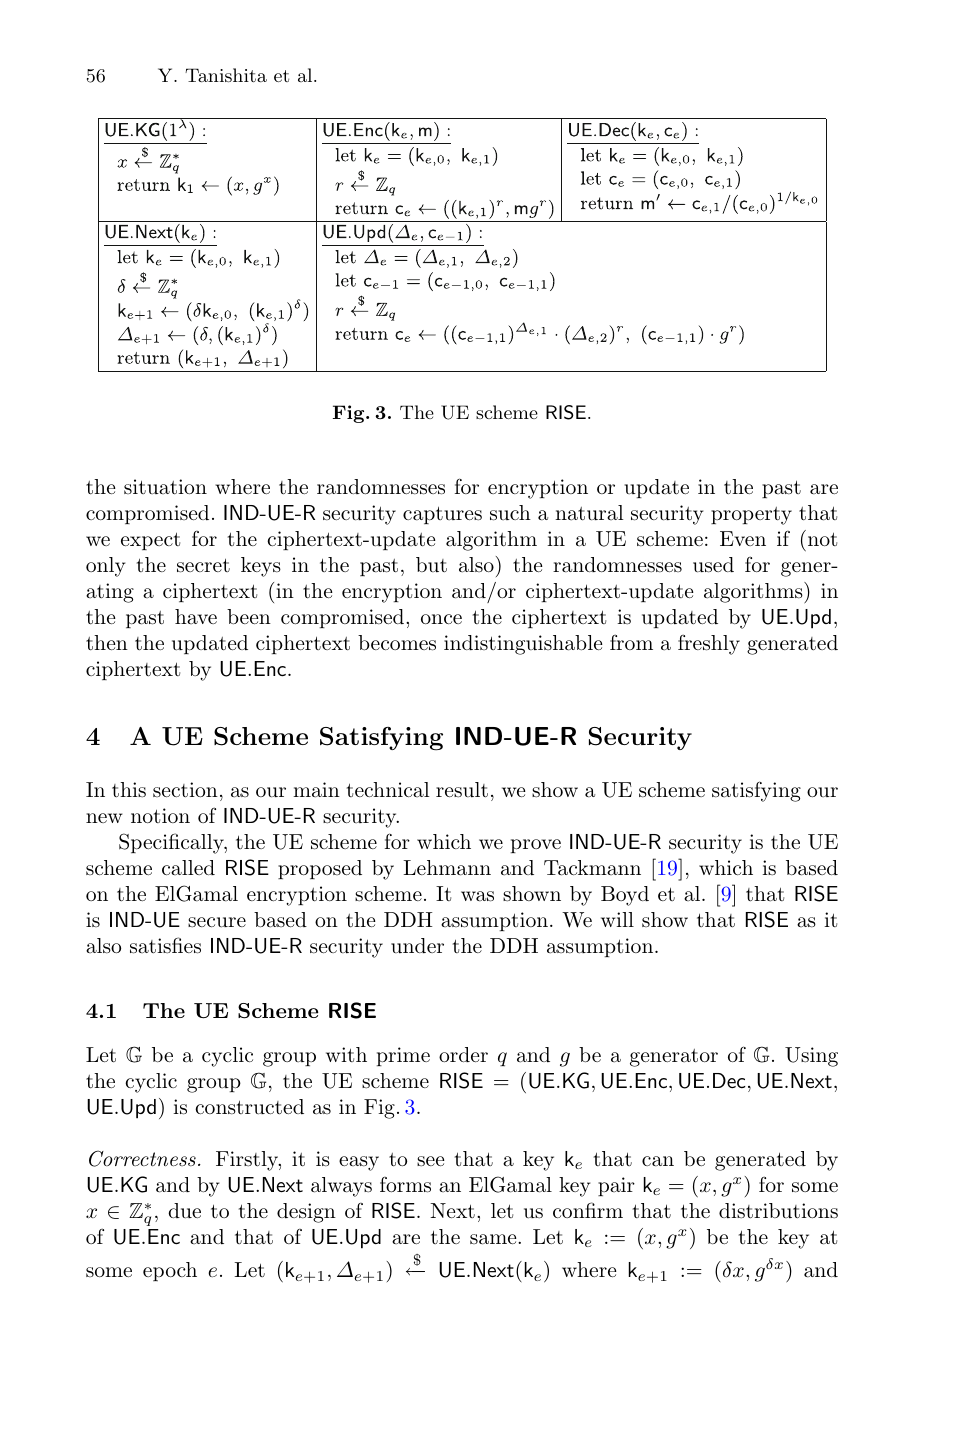 56 Y. Tanishita et al.
UE.KG(1^λ) :
x ←$ ℤ*_q
return k_1 ← (x, g^x)
UE.Enc(k_e, m) :
let k_e = (k_{e,0}, k_{e,1})
r ←$ ℤ_q
return c_e ← ((k_{e,1})^r, mg^r)
UE.Dec(k_e, c_e) :
let k_e = (k_{e,0}, k_{e,1})
let c_e = (c_{e,0}, c_{e,1})
return m′ ← c_{e,1}/(c_{e,0})^{1/k_{e,0}}
UE.Next(k_e) :
let k_e = (k_{e,0}, k_{e,1})
δ ←$ ℤ*_q
k_{e+1} ← (δk_{e,0}, (k_{e,1})^δ)
Δ_{e+1} ← (δ, (k_{e,1})^δ)
return (k_{e+1}, Δ_{e+1})
UE.Upd(Δ_e, c_{e−1}) :
let Δ_e = (Δ_{e,1}, Δ_{e,2})
let c_{e−1} = (c_{e−1,0}, c_{e−1,1})
r ←$ ℤ_q
return c_e ← ((c_{e−1,1})^{Δ_{e,1}} · (Δ_{e,2})^r, (c_{e−1,1}) · g^r)
Fig. 3. The UE scheme RISE.
the situation where the randomnesses for encryption or update in the past are
compromised. IND-UE-R security captures such a natural security property that
we expect for the ciphertext-update algorithm in a UE scheme: Even if (not
only the secret keys in the past, but also) the randomnesses used for gener-
ating a ciphertext (in the encryption and/or ciphertext-update algorithms) in
the past have been compromised, once the ciphertext is updated by UE.Upd,
then the updated ciphertext becomes indistinguishable from a freshly generated
ciphertext by UE.Enc.
4 A UE Scheme Satisfying IND-UE-R Security
In this section, as our main technical result, we show a UE scheme satisfying our
new notion of IND-UE-R security.
Specifically, the UE scheme for which we prove IND-UE-R security is the UE
scheme called RISE proposed by Lehmann and Tackmann [19], which is based
on the ElGamal encryption scheme. It was shown by Boyd et al. [9] that RISE
is IND-UE secure based on the DDH assumption. We will show that RISE as it
also satisfies IND-UE-R security under the DDH assumption.
4.1 The UE Scheme RISE
Let 𝔾 be a cyclic group with prime order q and g be a generator of 𝔾. Using
the cyclic group 𝔾, the UE scheme RISE = (UE.KG, UE.Enc, UE.Dec, UE.Next,
UE.Upd) is constructed as in Fig. 3.
Correctness. Firstly, it is easy to see that a key k_e that can be generated by
UE.KG and by UE.Next always forms an ElGamal key pair k_e = (x, g^x) for some
x ∈ ℤ*_q, due to the design of RISE. Next, let us confirm that the distributions
of UE.Enc and that of UE.Upd are the same. Let k_e := (x, g^x) be the key at
some epoch e. Let (k_{e+1}, Δ_{e+1}) ←$ UE.Next(k_e) where k_{e+1} := (δx, g^{δx}) and